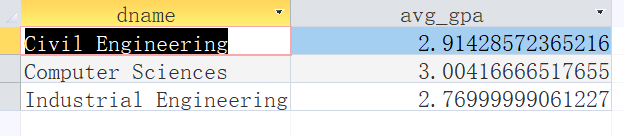 dname avg_gpa
Civil Engineering 2.91428572365216
Computer Sciences 3.00416666517655
Industrial Engineering 2.76999999061227